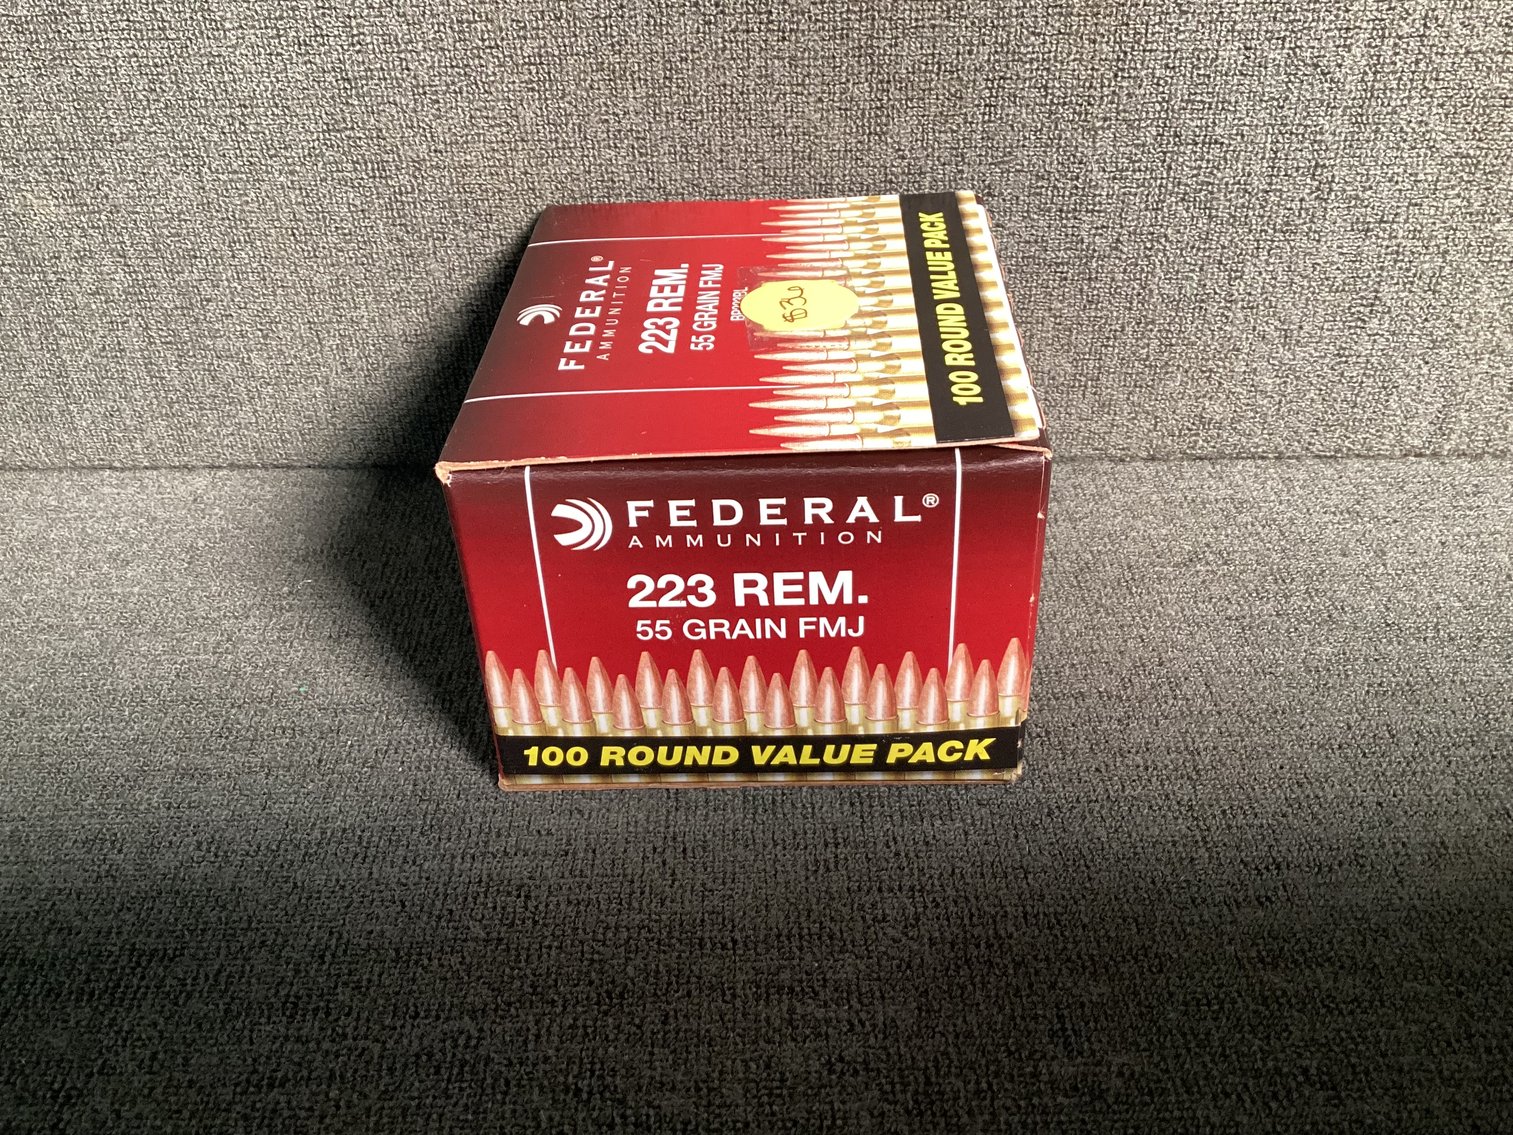 FEDERAL®
AMMUNITION
223 REM.
55 GRAIN FMJ
100 ROUND VALUE PACK
FEDERAL®
AMMUNITION
223 REM.
55 GRAIN FMJ
100 ROUND VALUE PACK